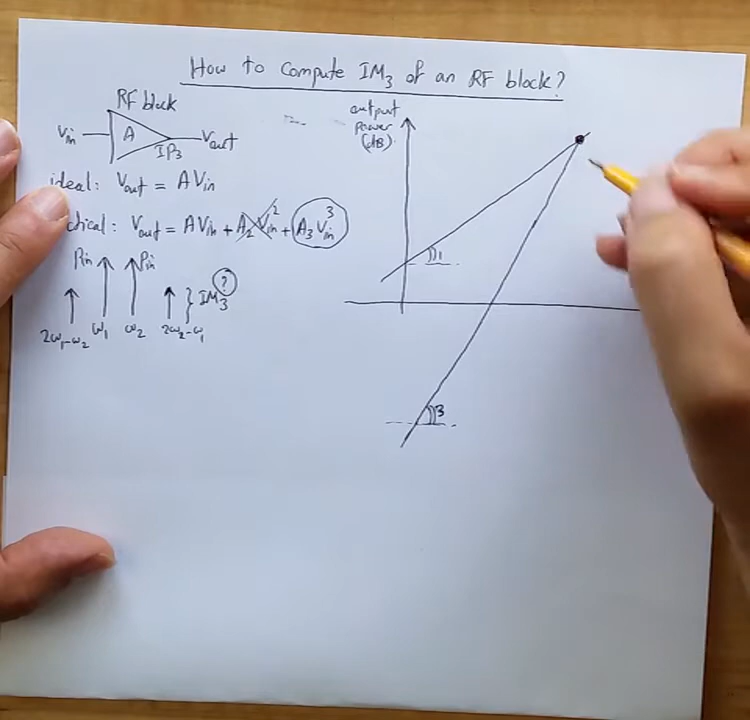 How to Compute IM3 of an RF block?
RF block
Vin
A
Vout
IP3
ideal: Vout = AVin
ctical: Vout = AVin + A2Vin² + A3Vin³
Pin
Pin
IM3
?
2ω1-ω2
ω1
ω2
2ω2-ω1
output
power
(dB)
1
3